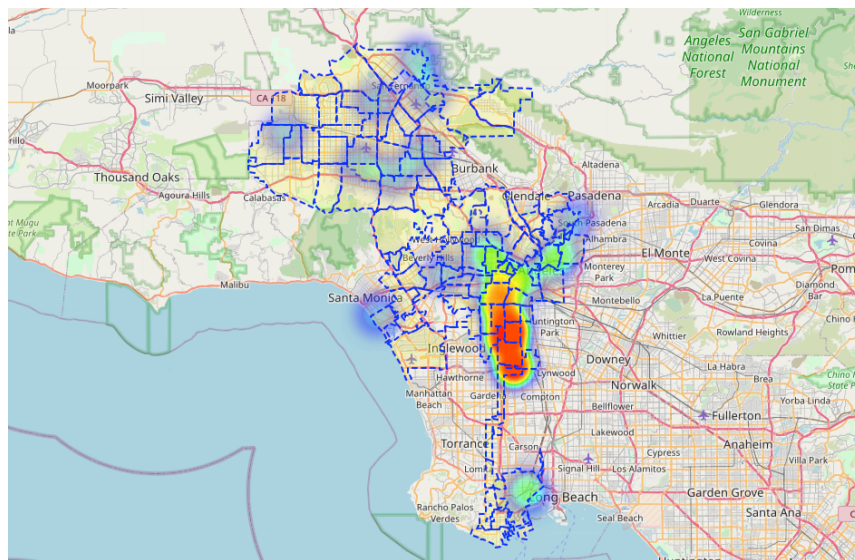 Wilderness
Angeles
National
Forest
San Gabriel
Mountains
National
Monument
Moorpark
Simi Valley
CA 118
San Fernando
Thousand Oaks
Agoura Hills
Calabasas
Burbank
Altadena
Glendale
Pasadena
Arcadia
Duarte
Glendora
South Pasadena
San Dimas
Alhambra
El Monte
Covina
West Hollywood
Beverly Hills
Monterey
Park
West Covina
Malibu
Santa Monica
Montebello
La Puente
Diamond
Bar
Huntington
Park
Whittier
Rowland Heights
Inglewood
Downey
La Habra
Chino
State
Hawthorne
Lynwood
Norwalk
Brea
Yorba Linda
Manhattan
Beach
Compton
Bellflower
Fullerton
Lakewood
Anaheim
Torrance
Carson
Cypress
Villa Park
Signal Hill
Los Alamitos
Rancho Palos
Verdes
Long Beach
Garden Grove
Seal Beach
Santa Ana